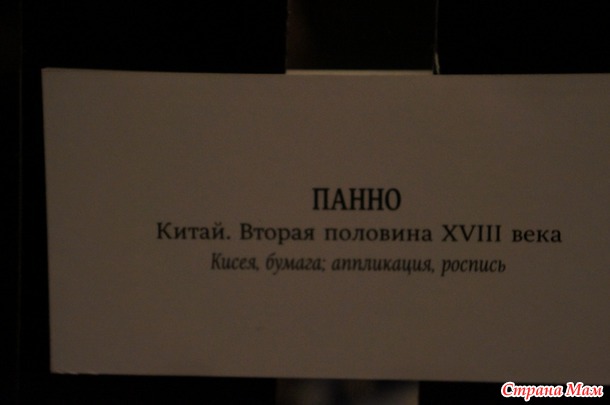 ПАННО
Китай. Вторая половина XVIII века
Кисея, бумага; аппликация, роспись
Страна Мам